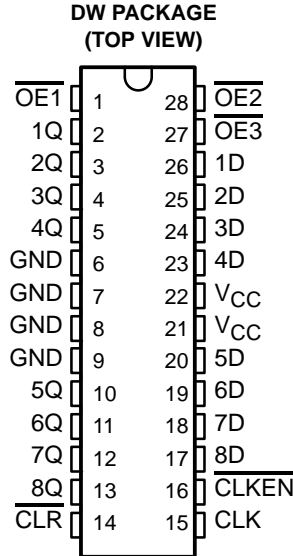 DW PACKAGE
(TOP VIEW)
OE1 1 28 OE2
1Q 2 27 OE3
2Q 3 26 1D
3Q 4 25 2D
4Q 5 24 3D
GND 6 23 4D
GND 7 22 VCC
GND 8 21 VCC
GND 9 20 5D
5Q 10 19 6D
6Q 11 18 7D
7Q 12 17 8D
8Q 13 16 CLKEN
CLR 14 15 CLK